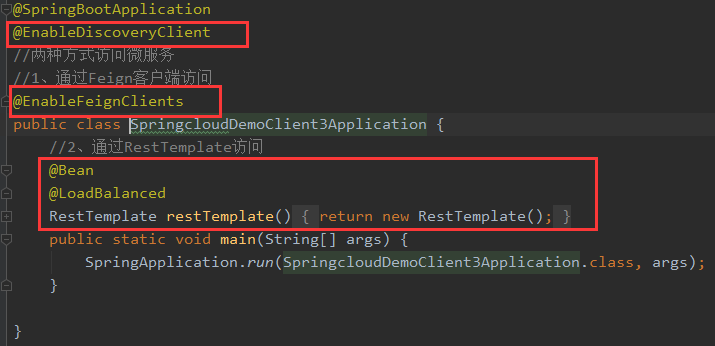 @SpringBootApplication
@EnableDiscoveryClient
//两种方式访问微服务
//1、通过Feign客户端访问
@EnableFeignClients
public class SpringcloudDemoClient3Application {
//2、通过RestTemplate访问
@Bean
@LoadBalanced
RestTemplate restTemplate() { return new RestTemplate(); }
public static void main(String[] args) {
SpringApplication.run(SpringcloudDemoClient3Application.class, args);
}
}